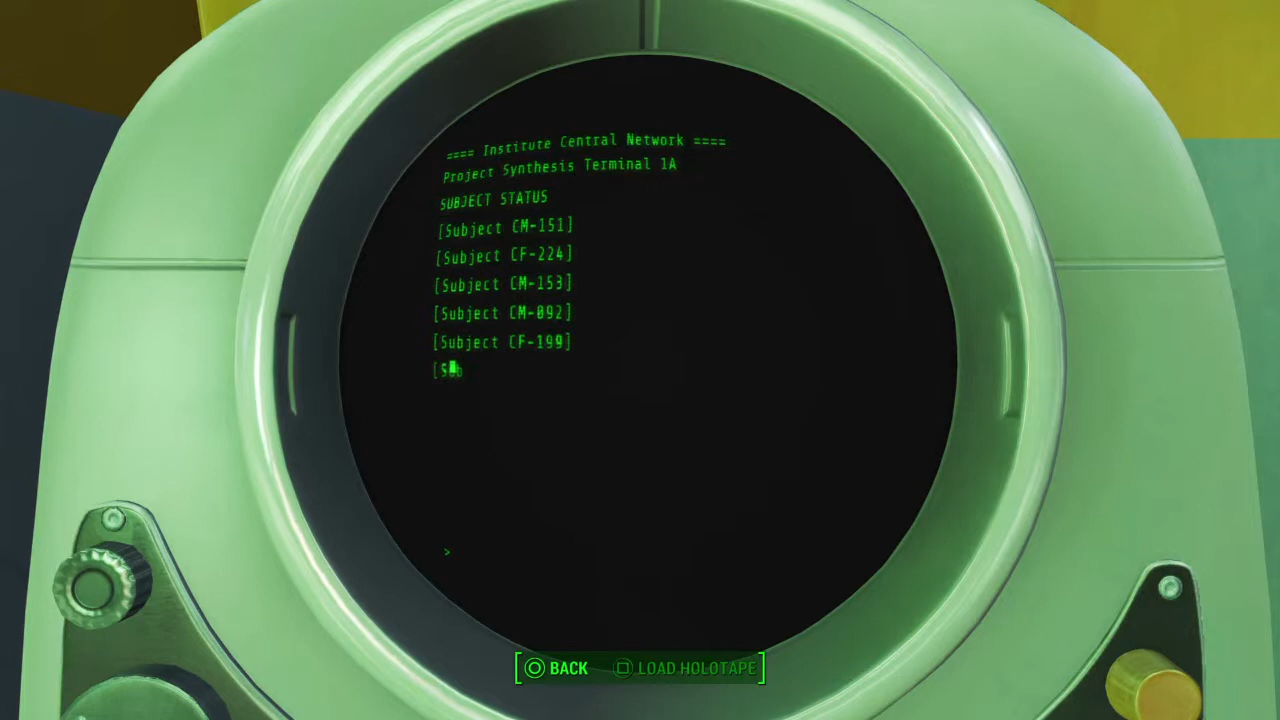 ==== Institute Central Network ====
Project Synthesis Terminal 1A
SUBJECT STATUS
[Subject CM-151]
[Subject CF-224]
[Subject CM-153]
[Subject CM-092]
[Subject CF-199]
[Sub
>
BACK LOAD HOLOTAPE